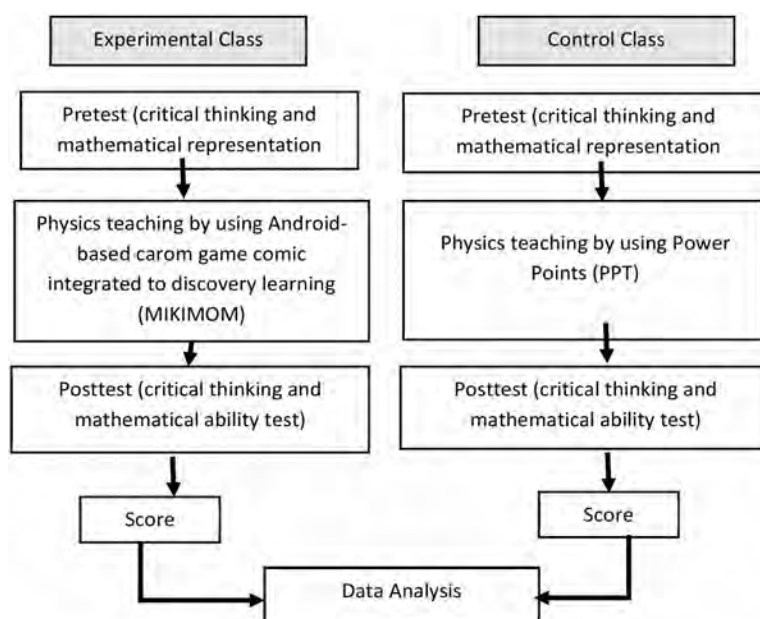 Experimental Class
Control Class
Pretest (critical thinking and
mathematical representation
Pretest (critical thinking and
mathematical representation
Physics teaching by using Android-
based carom game comic
integrated to discovery learning
(MIKIMOM)
Physics teaching by using Power
Points (PPT)
Posttest (critical thinking and
mathematical ability test)
Posttest (critical thinking and
mathematical ability test)
Score
Score
Data Analysis